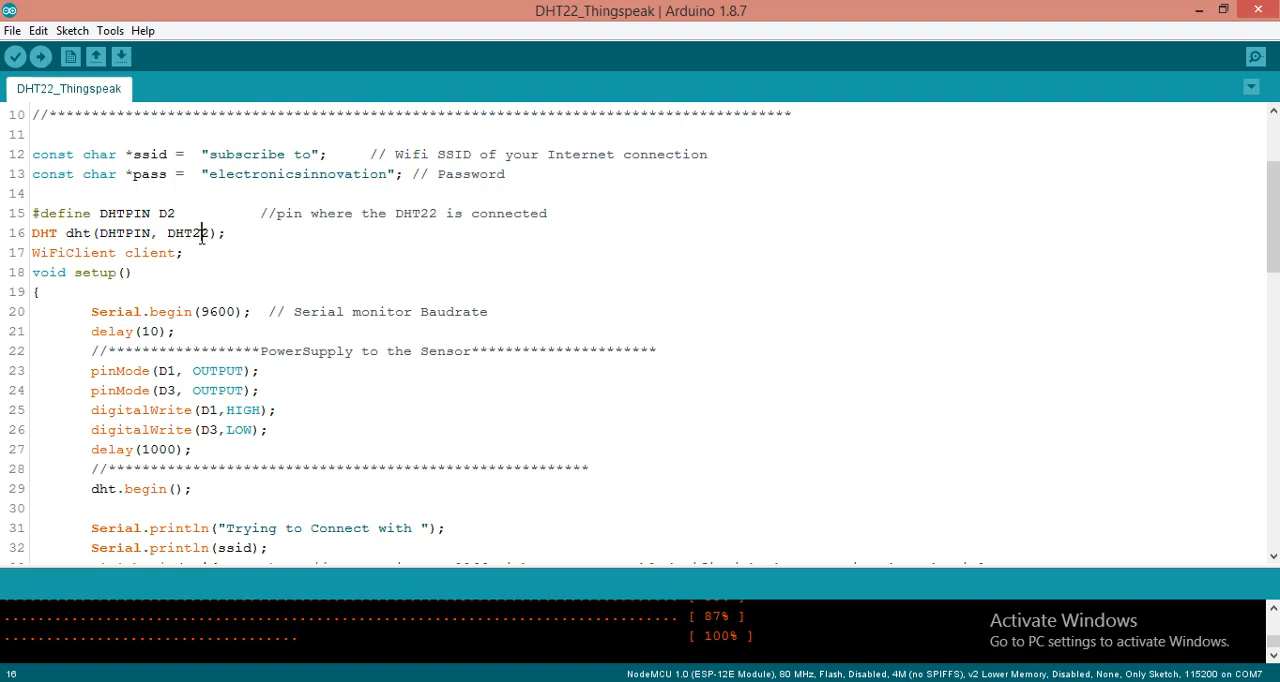 DHT22_Thingspeak | Arduino 1.8.7
File Edit Sketch Tools Help
DHT22_Thingspeak
10 //****************************************************************************************
11
12 const char *ssid =  "subscribe to";     // Wifi SSID of your Internet connection
13 const char *pass =  "electronicsinnovation"; // Password
14
15 #define DHTPIN D2          //pin where the DHT22 is connected
16 DHT dht(DHTPIN, DHT22);
17 WiFiClient client;
18 void setup()
19 {
20        Serial.begin(9600);  // Serial monitor Baudrate
21        delay(10);
22        //******************PowerSupply to the Sensor**********************
23        pinMode(D1, OUTPUT);
24        pinMode(D3, OUTPUT);
25        digitalWrite(D1,HIGH);
26        digitalWrite(D3,LOW);
27        delay(1000);
28        //*********************************************************
29        dht.begin();
30
31        Serial.println("Trying to Connect with ");
32        Serial.println(ssid);
................................................................................ [ 87% ]
................................... [ 100% ]
Activate Windows
Go to PC settings to activate Windows.
16 NodeMCU 1.0 (ESP-12E Module), 80 MHz, Flash, Disabled, 4M (no SPIFFS), v2 Lower Memory, Disabled, None, Only Sketch, 115200 on COM7